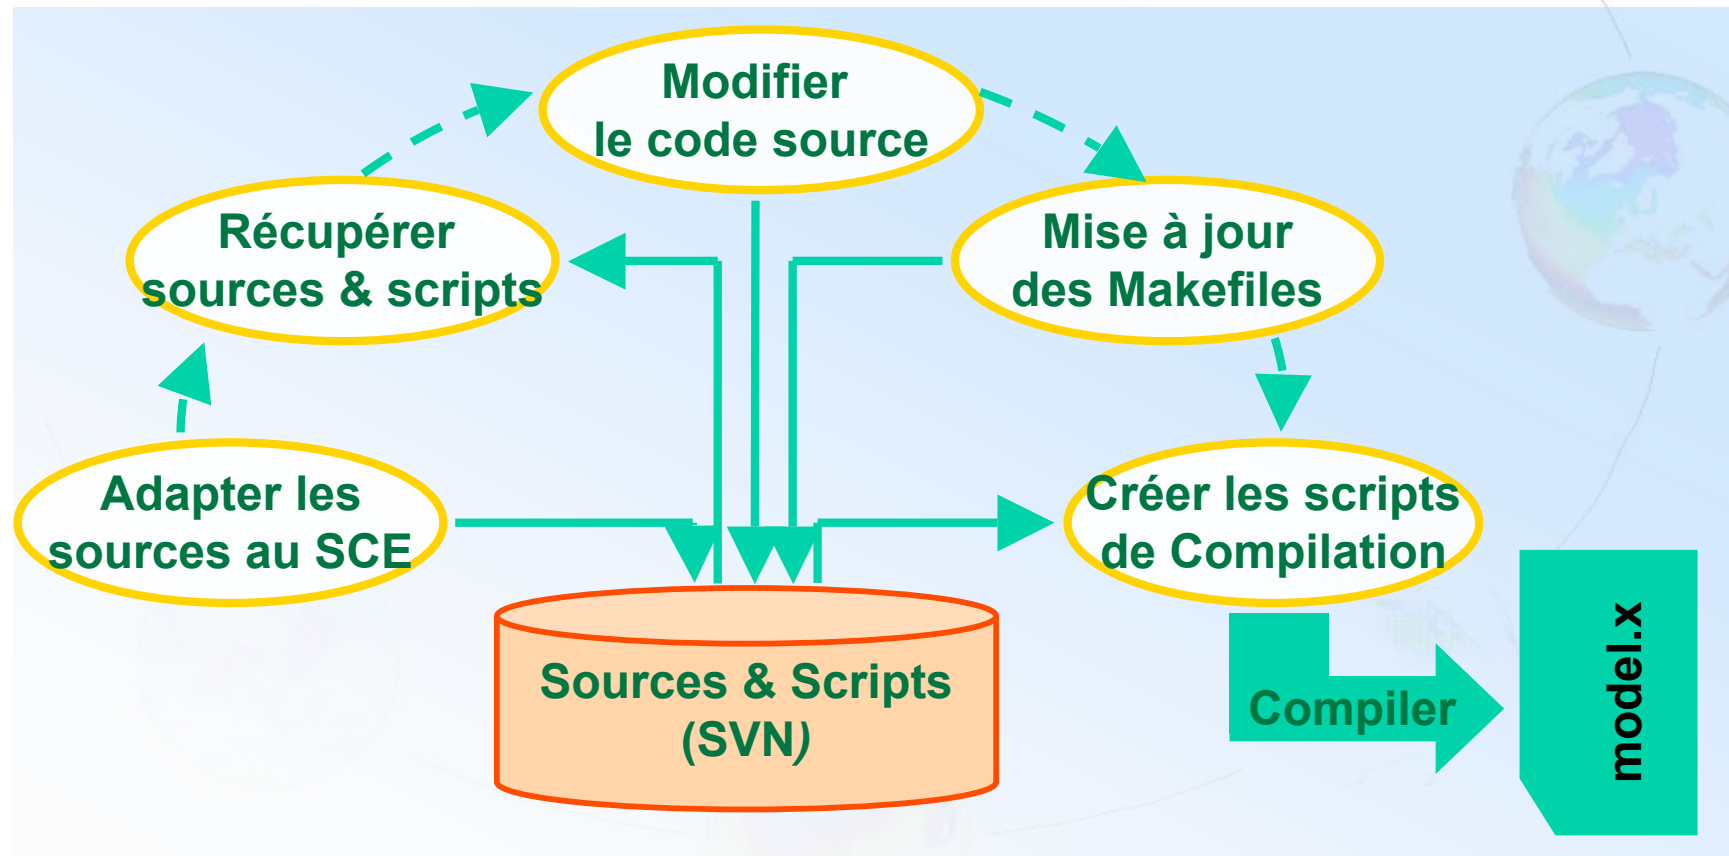 Modifier
le code source
Récupérer
sources & scripts
Mise à jour
des Makefiles
Adapter les
sources au SCE
Créer les scripts
de Compilation
Sources & Scripts
(SVN)
Compiler
model.x